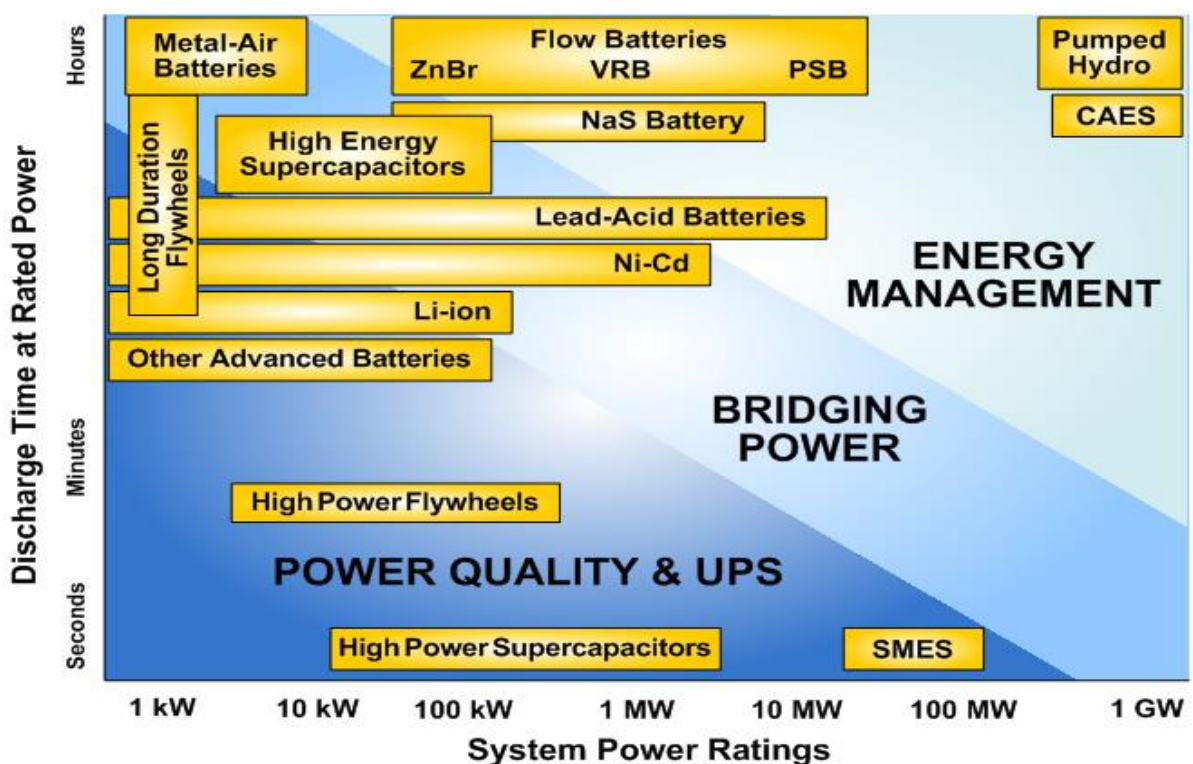 Discharge Time at Rated Power
Hours
Minutes
Seconds
Metal-Air
Batteries
Flow Batteries
ZnBr VRB PSB
Pumped
Hydro
NaS Battery
CAES
High Energy
Supercapacitors
Long Duration
Flywheels
Lead-Acid Batteries
Ni-Cd
Li-ion
Other Advanced Batteries
ENERGY
MANAGEMENT
BRIDGING
POWER
High Power Flywheels
POWER QUALITY & UPS
High Power Supercapacitors
SMES
1 kW 10 kW 100 kW 1 MW 10 MW 100 MW 1 GW
System Power Ratings